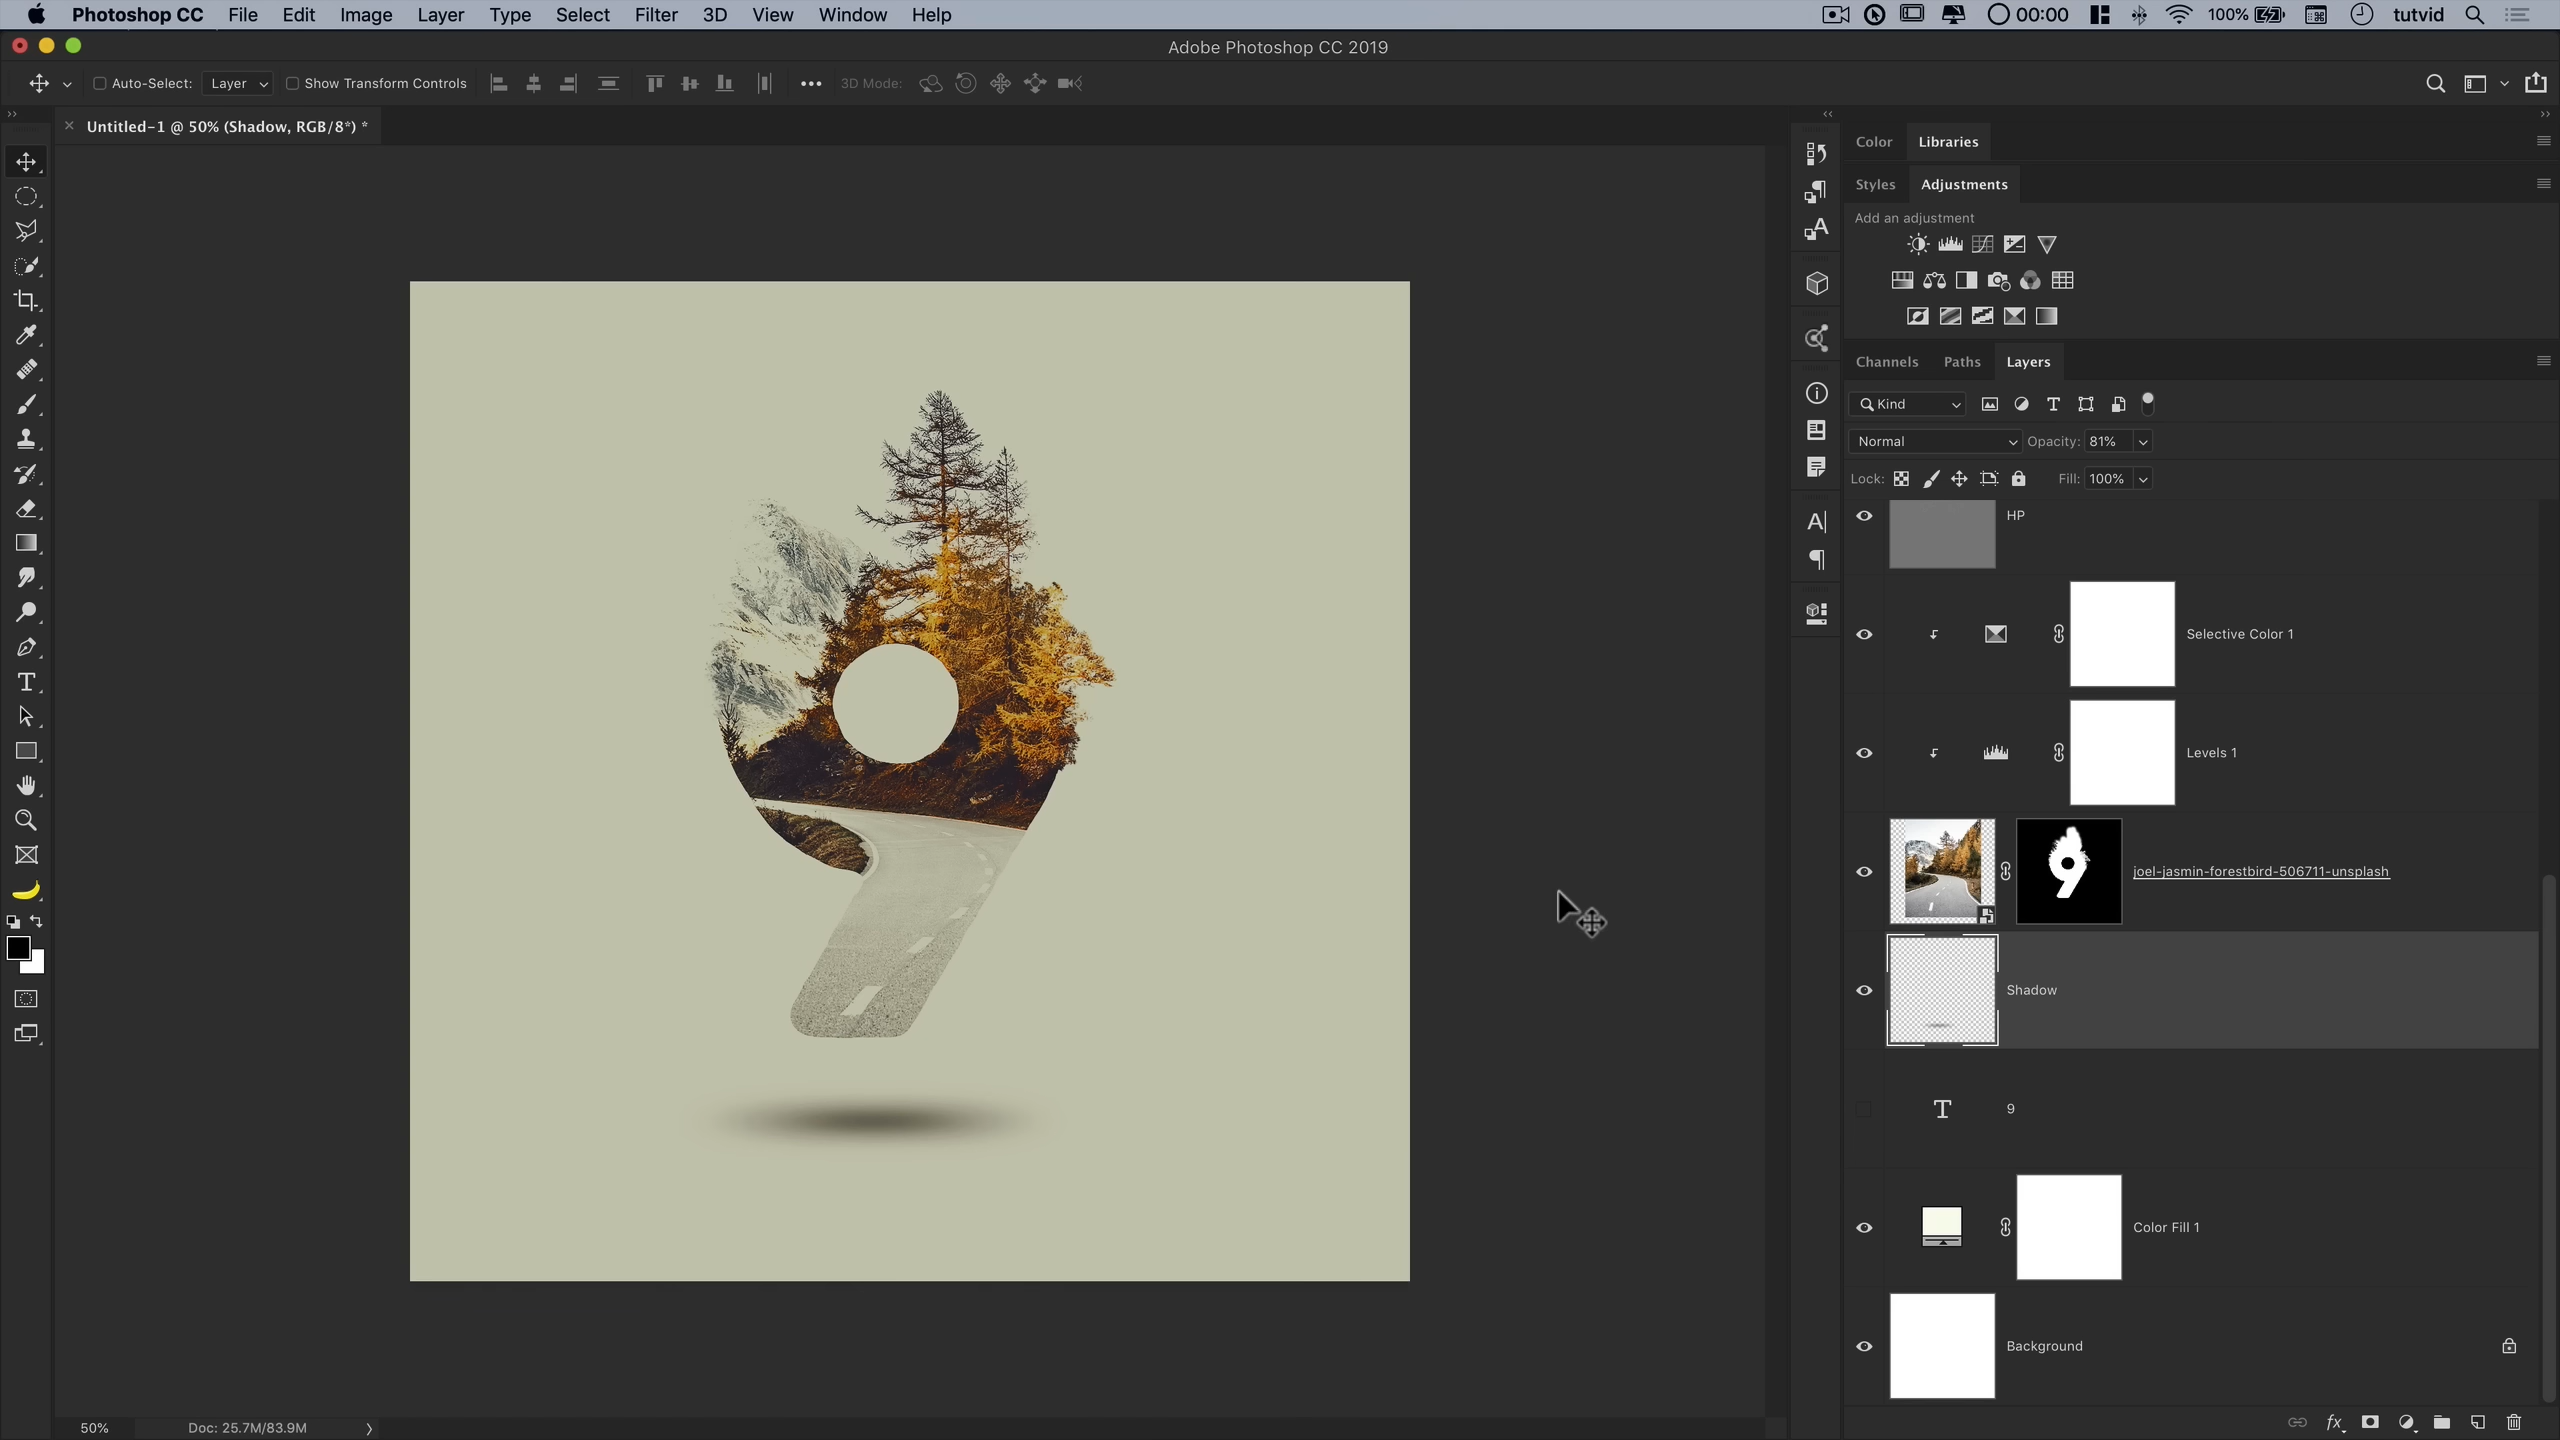 Photoshop CC File Edit Image Layer Type Select Filter 3D View Window Help 00:00 100% tutvid
Adobe Photoshop CC 2019
Auto-Select: Layer Show Transform Controls 3D Mode:
Untitled-1 @ 50% (Shadow, RGB/8*) *
Color Libraries
Styles Adjustments
Add an adjustment
Channels Paths Layers
Kind
Normal Opacity: 81%
Lock: Fill: 100%
HP
Selective Color 1
Levels 1
joel-jasmin-forestbird-506711-unsplash
Shadow
9
Color Fill 1
Background
50% Doc: 25.7M/83.9M